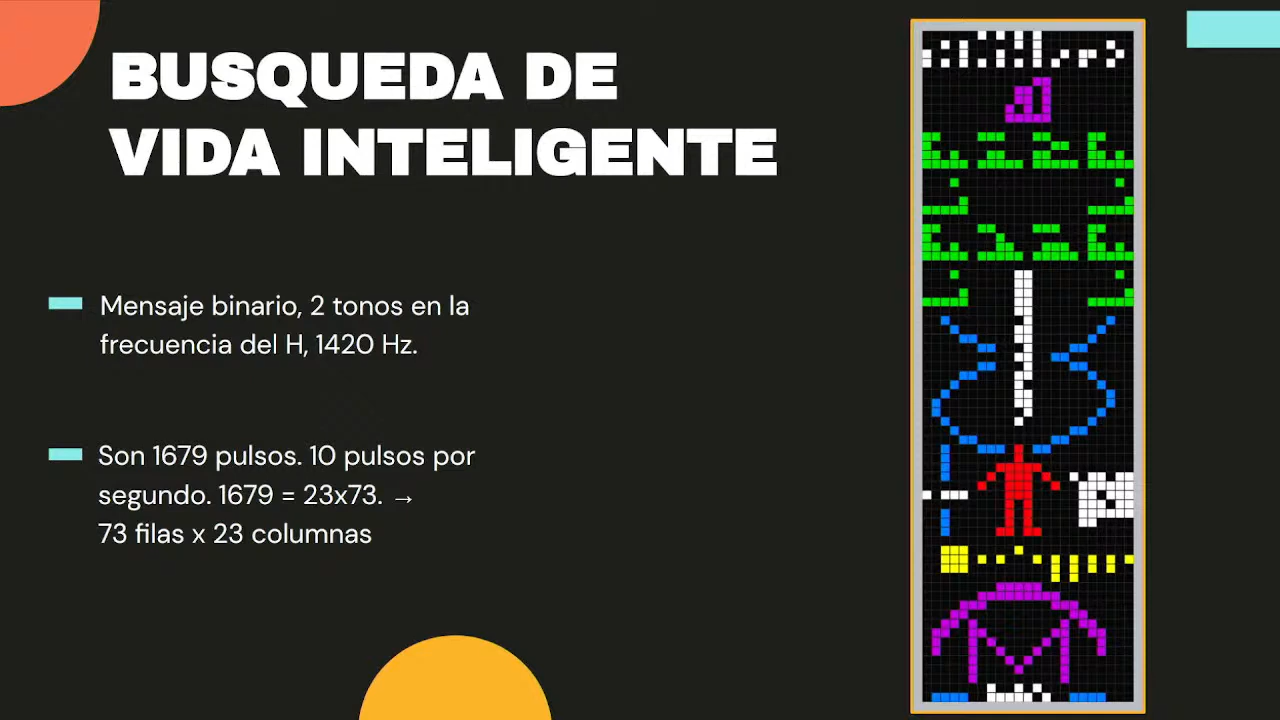 BUSQUEDA DE
VIDA INTELIGENTE
Mensaje binario, 2 tonos en la
frecuencia del H, 1420 Hz.
Son 1679 pulsos. 10 pulsos por
segundo. 1679 = 23x73. →
73 filas x 23 columnas